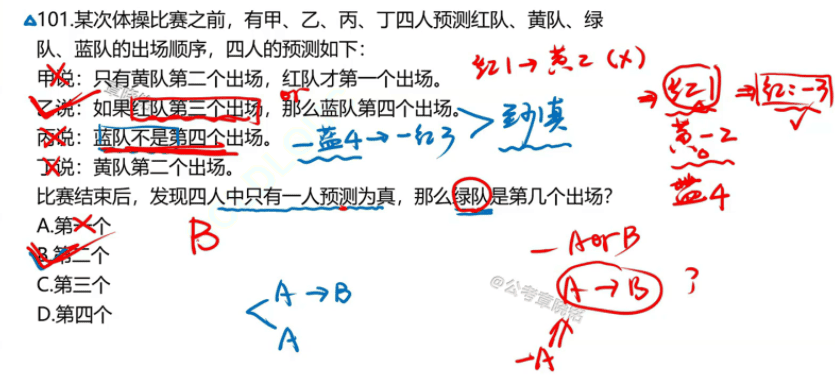 101.某次体操比赛之前，有甲、乙、丙、丁四人预测红队、黄队、绿
队、蓝队的出场顺序，四人的预测如下：
甲说：只有黄队第二个出场，红队才第一个出场。
乙说：如果红队第三个出场，那么蓝队第四个出场。
丙说：蓝队不是第四个出场。
丁说：黄队第二个出场。
比赛结束后，发现四人中只有一人预测为真，那么绿队是第几个出场？
A.第一个
B.第二个
C.第三个
D.第四个
红1→黄2（×）
or
-蓝4→-红3
至少1真
⇒红1⇒红:-3
黄-2
蓝4
B
A→B
A
-A or B
A→B ?
-A
@公考章院铭